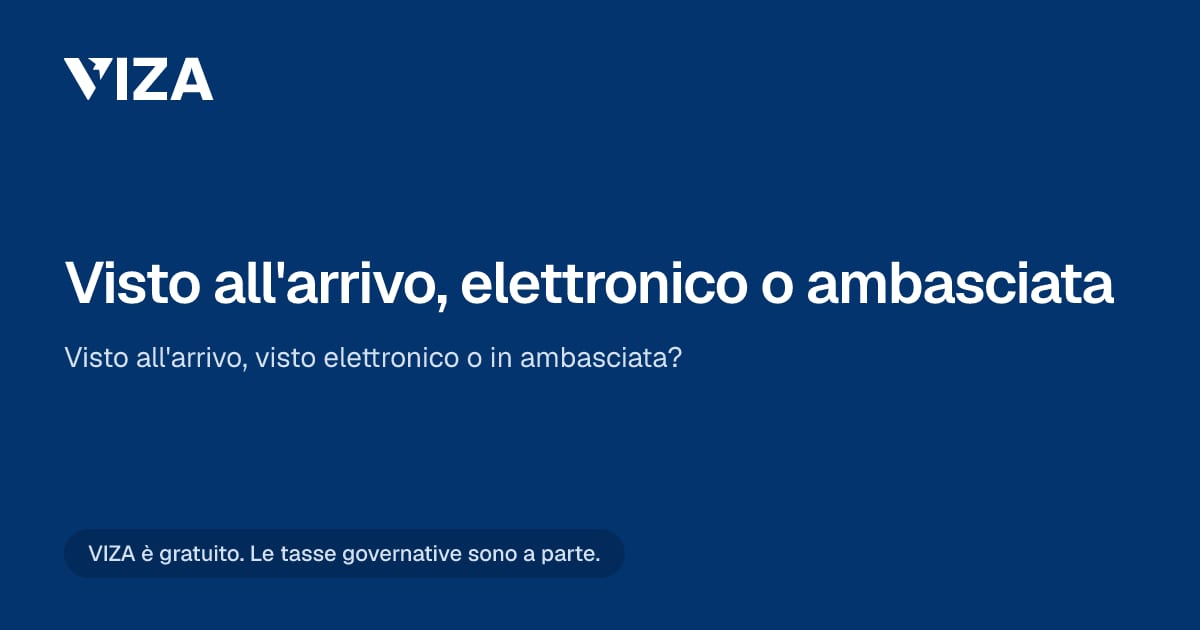 VIZA
Visto all'arrivo, elettronico o ambasciata
Visto all'arrivo, visto elettronico o in ambasciata?
VIZA è gratuito. Le tasse governative sono a parte.